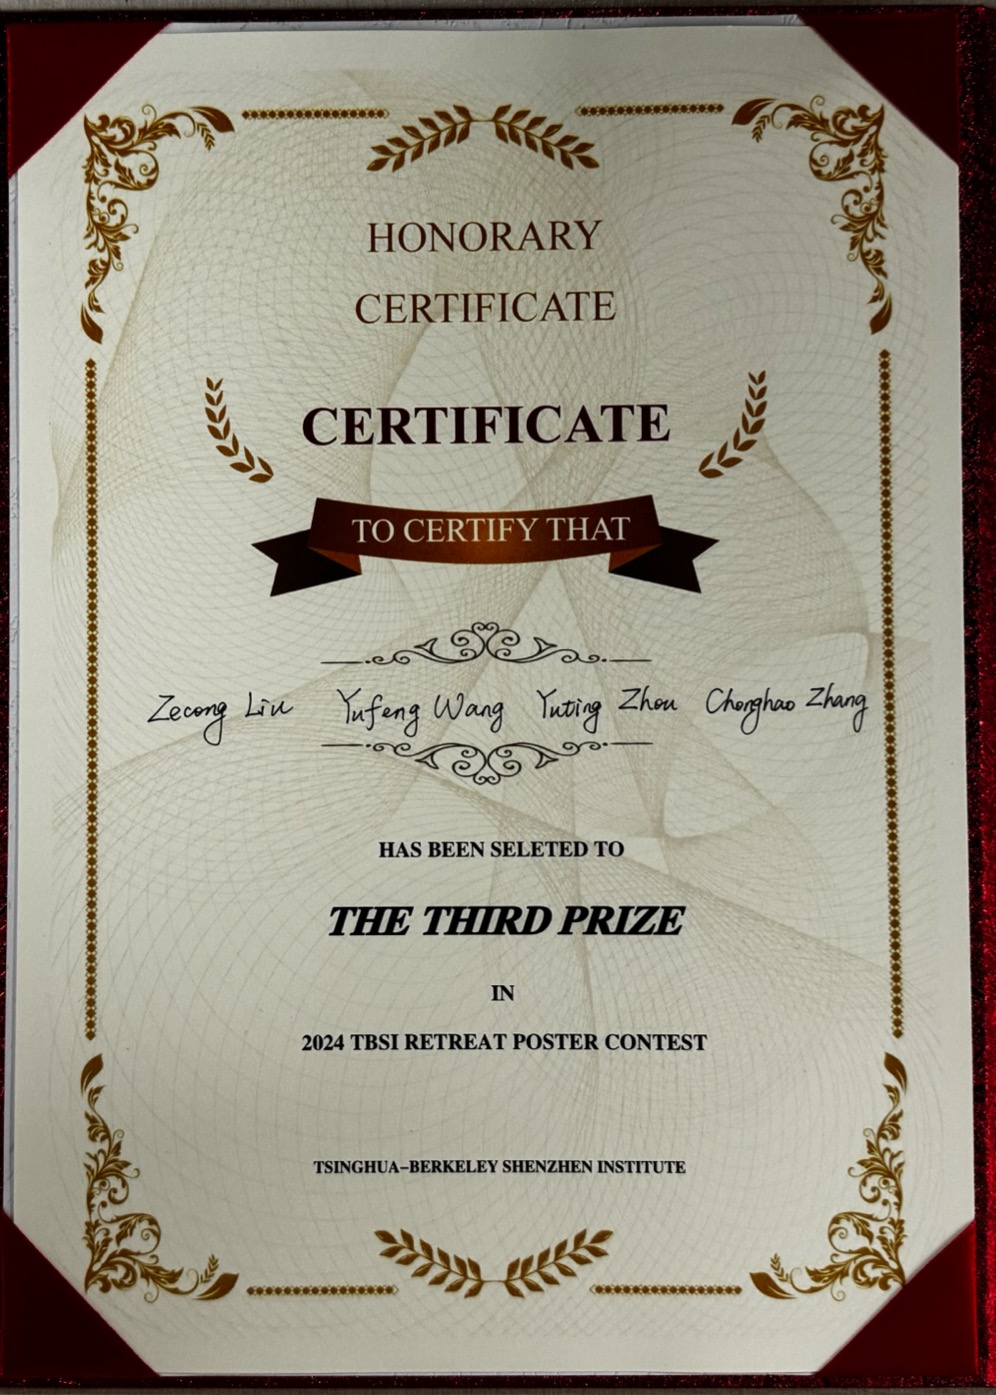 HONORARY
CERTIFICATE
CERTIFICATE
TO CERTIFY THAT
Zecong Liu Yufeng Wang Yuting Zhou Chonghao Zhang
HAS BEEN SELETED TO
THE THIRD PRIZE
IN
2024 TBSI RETREAT POSTER CONTEST
TSINGHUA-BERKELEY SHENZHEN INSTITUTE